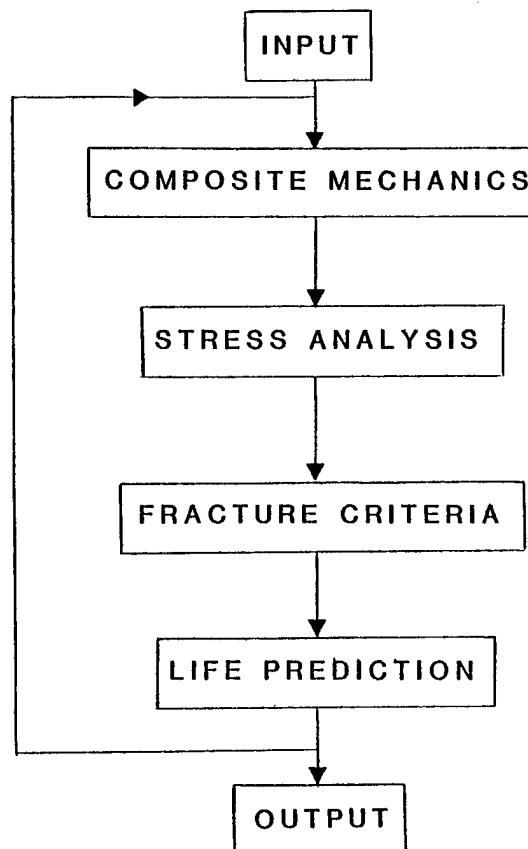 INPUT
COMPOSITE MECHANICS
STRESS ANALYSIS
FRACTURE CRITERIA
LIFE PREDICTION
OUTPUT